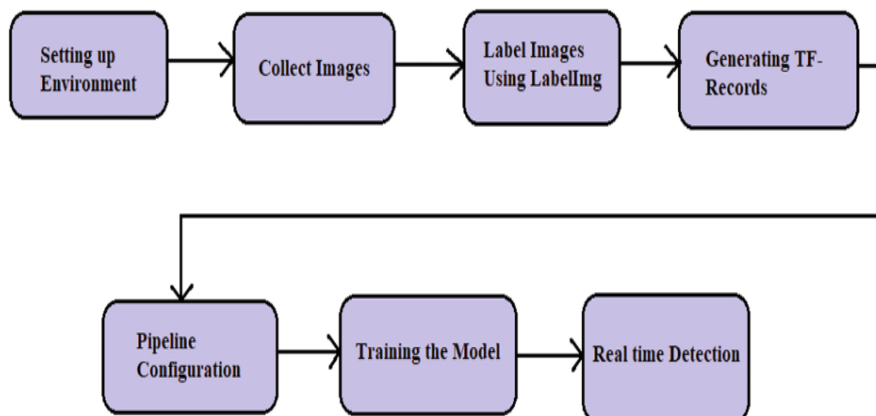 Setting up
Environment
Collect Images
Label Images
Using LabelImg
Generating TF-
Records
Pipeline
Configuration
Training the Model
Real time Detection